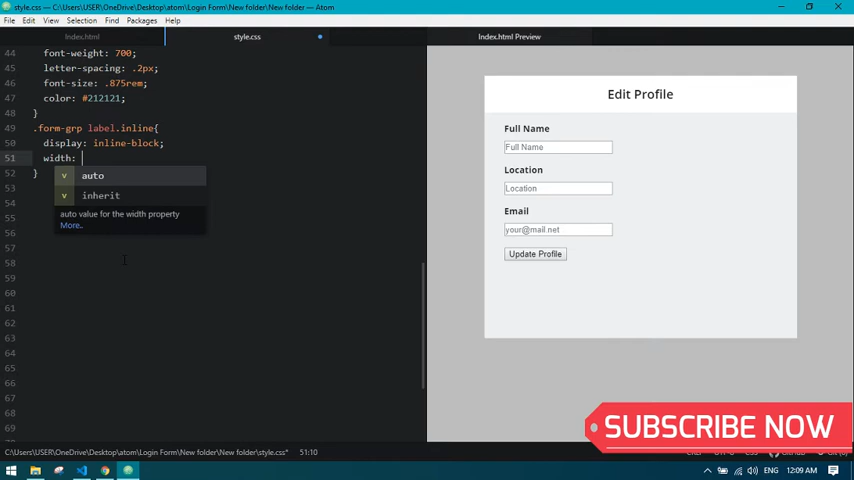 style.css — C:\Users\USER\OneDrive\Desktop\atom\Login Form\New folder\New folder — Atom
File Edit View Selection Find Packages Help
Index.html
style.css
Index.html Preview
44 font-weight: 700;
45 letter-spacing: .2px;
46 font-size: .875rem;
47 color: #212121;
48 }
49 .form-grp label.inline{
50 display: inline-block;
51 width:
v auto
52 }
53 v inherit
54 auto value for the width property
55 More..
56
57
58
59
60
61
62
63
64
65
66
67
68
69
Edit Profile
Full Name
Full Name
Location
Location
Email
your@mail.net
Update Profile
SUBSCRIBE NOW
C:\Users\USER\OneDrive\Desktop\atom\Login Form\New folder\New folder\style.css* 51:10
ENG 12:09 AM